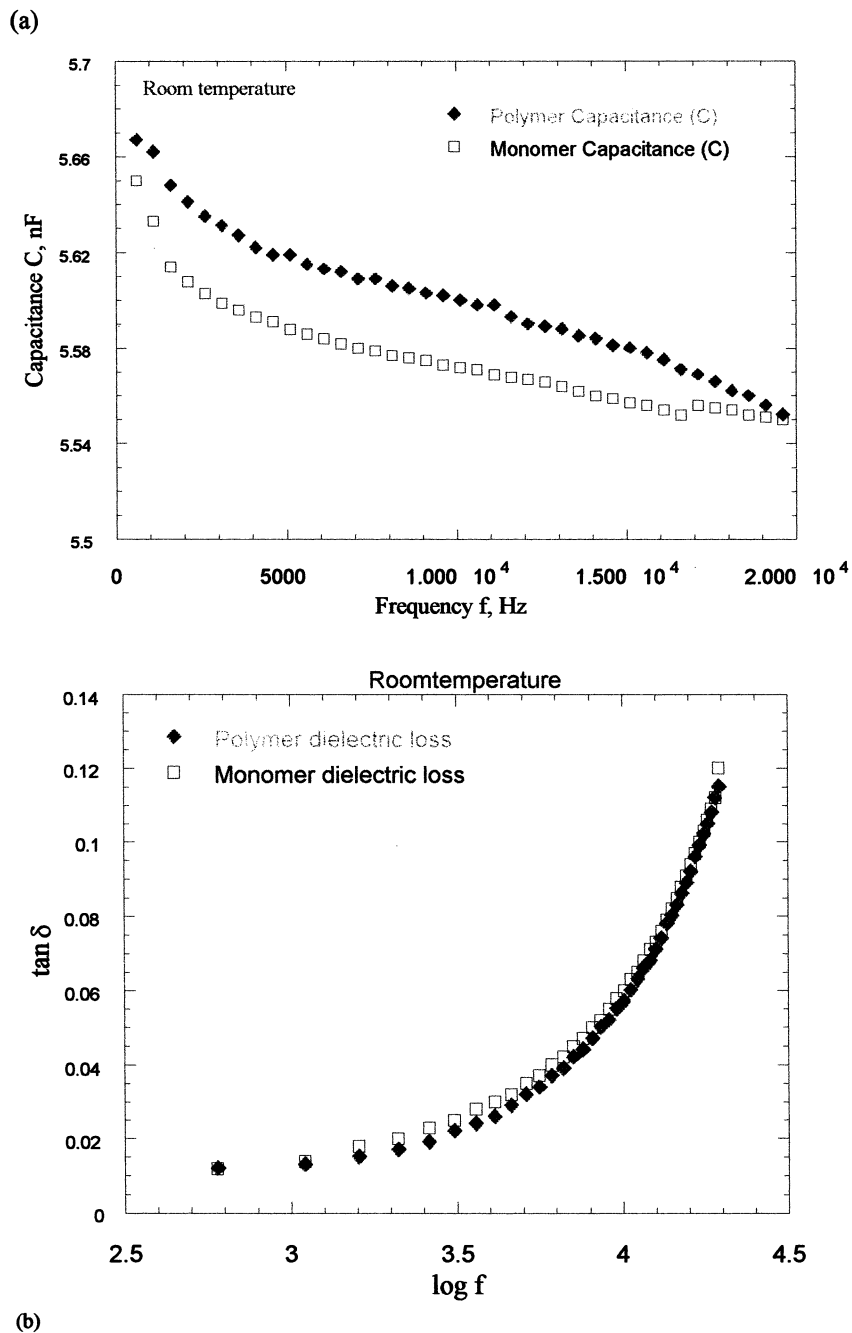 (a)
5.7
Room temperature
Polymer Capacitance (C)
Monomer Capacitance (C)
5.66
5.62
5.58
5.54
5.5
Capacitance C, nF
0 5000 1.000 10^4 1.500 10^4 2.000 10^4
Frequency f, Hz
Roomtemperature
0.14
Polymer dielectric loss
Monomer dielectric loss
0.12
0.1
0.08
0.06
0.04
0.02
0
tan δ
2.5 3 3.5 4 4.5
log f
(b)